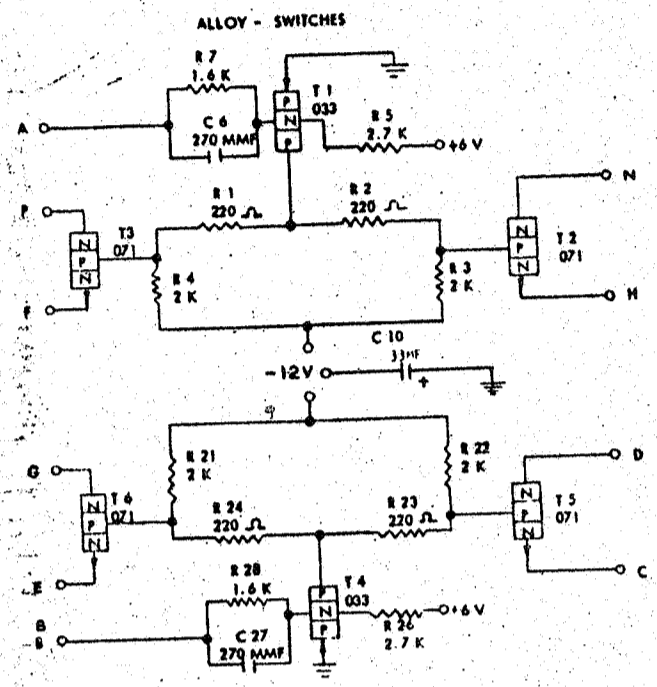 ALLOY - SWITCHES
R 7
1.6 K
T 1
033
C 6
270 MMF
A
P
N
P
R 5
2.7 K
+6 V
R 1
220 Ω
R 2
220 Ω
N
P
T3
071
N
P
N
F
R 4
2 K
R 3
2 K
N
P
N
T 2
071
H
C 10
33MF
-12V
+
R 21
2 K
R 22
2 K
G
D
T 6
071
N
P
N
R 24
220 Ω
R 23
220 Ω
N
P
N
T 5
071
E
C
R 28
1.6 K
T 4
033
P
N
P
+6 V
R 26
2.7 K
B
B
C 27
270 MMF